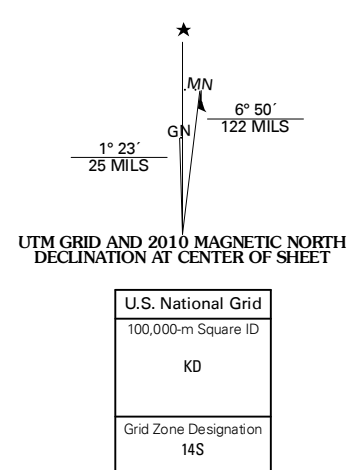 MN
6° 50´
122 MILS
GN
1° 23´
25 MILS
UTM GRID AND 2010 MAGNETIC NORTH
DECLINATION AT CENTER OF SHEET
U.S. National Grid
100,000-m Square ID
KD
Grid Zone Designation
14S